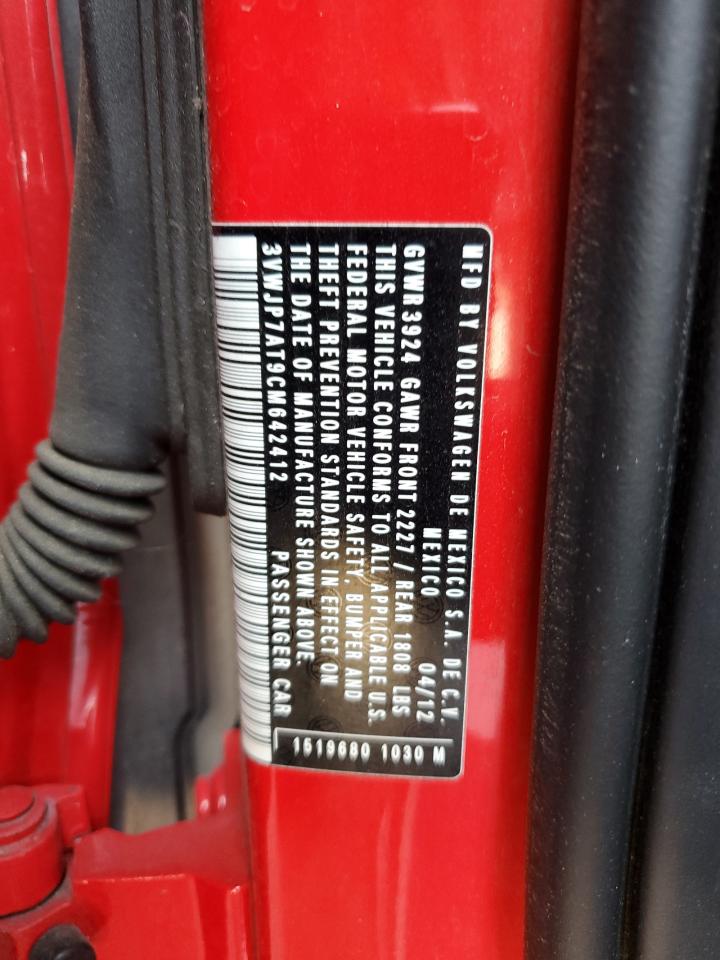 MFD BY VOLKSWAGEN DE MEXICO S.A. DE C.V.
MEXICO 04/12
GVWR 3924 GAWR FRONT 2227 / REAR 1808 LBS
THIS VEHICLE CONFORMS TO ALL APPLICABLE U.S.
FEDERAL MOTOR VEHICLE SAFETY, BUMPER AND
THEFT PREVENTION STANDARDS IN EFFECT ON
THE DATE OF MANUFACTURE SHOWN ABOVE.
3VWJP7AT9CM642412 PASSENGER CAR
1519680 1030 M